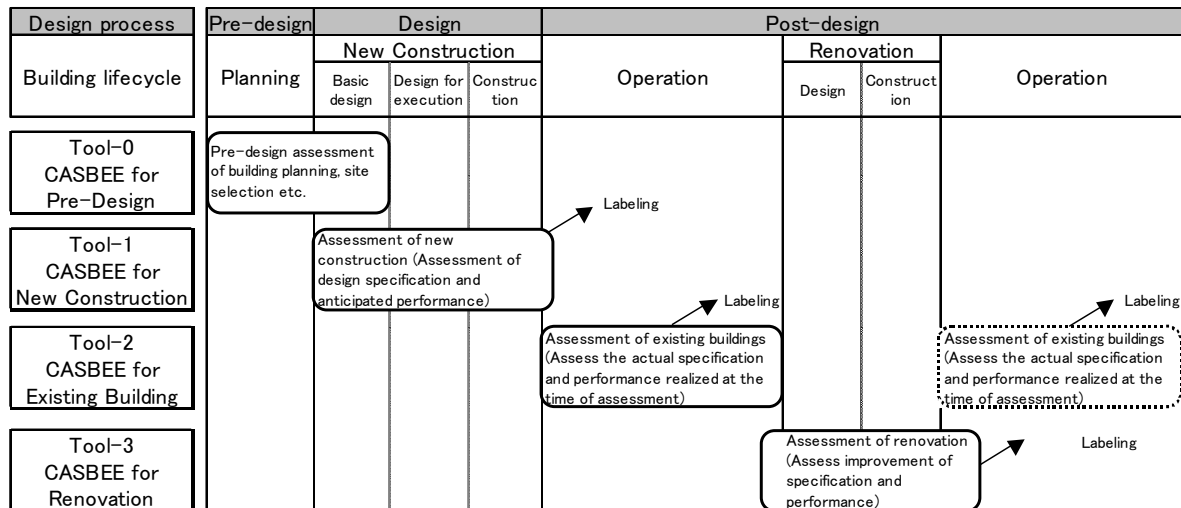 Design process
Pre-design
Design
Post-design
Building lifecycle
Planning
New Construction
Basic
design
Design for
execution
Construc
tion
Operation
Renovation
Design
Construct
ion
Operation
Tool-0
CASBEE for
Pre-Design
Pre-design assessment
of building planning, site
selection etc.
Tool-1
CASBEE for
New Construction
Assessment of new
construction (Assessment of
design specification and
anticipated performance)
Labeling
Tool-2
CASBEE for
Existing Building
Assessment of existing buildings
(Assess the actual specification
and performance realized at the
time of assessment)
Labeling
Assessment of existing buildings
(Assess the actual specification
and performance realized at the
time of assessment)
Labeling
Tool-3
CASBEE for
Renovation
Assessment of renovation
(Assess improvement of
specification and
performance)
Labeling